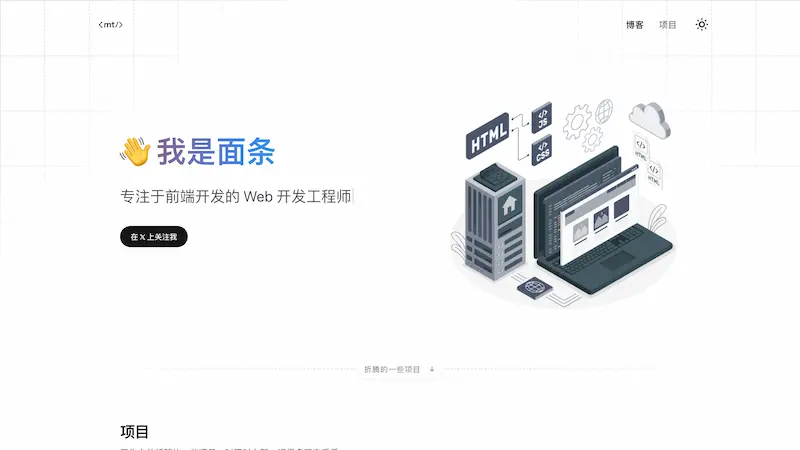 <mt/>
博客 项目
👋 我是面条
专注于前端开发的 Web 开发工程师
在 X 上关注我
HTML
</> JS
</> CSS
</> HTML
</> HTML
折腾的一些项目
项目